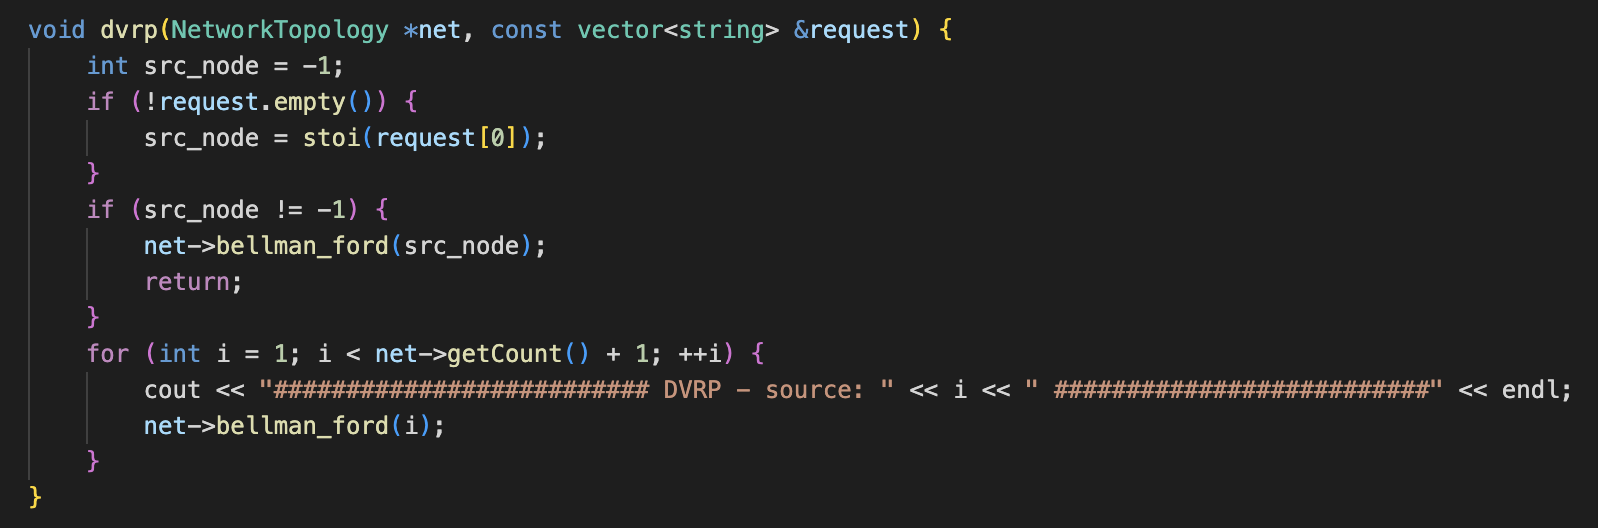 void dvrp(NetworkTopology *net, const vector<string> &request) {
    int src_node = -1;
    if (!request.empty()) {
        src_node = stoi(request[0]);
    }
    if (src_node != -1) {
        net->bellman_ford(src_node);
        return;
    }
    for (int i = 1; i < net->getCount() + 1; ++i) {
        cout << "########################## DVRP - source: " << i << " ##########################" << endl;
        net->bellman_ford(i);
    }
}